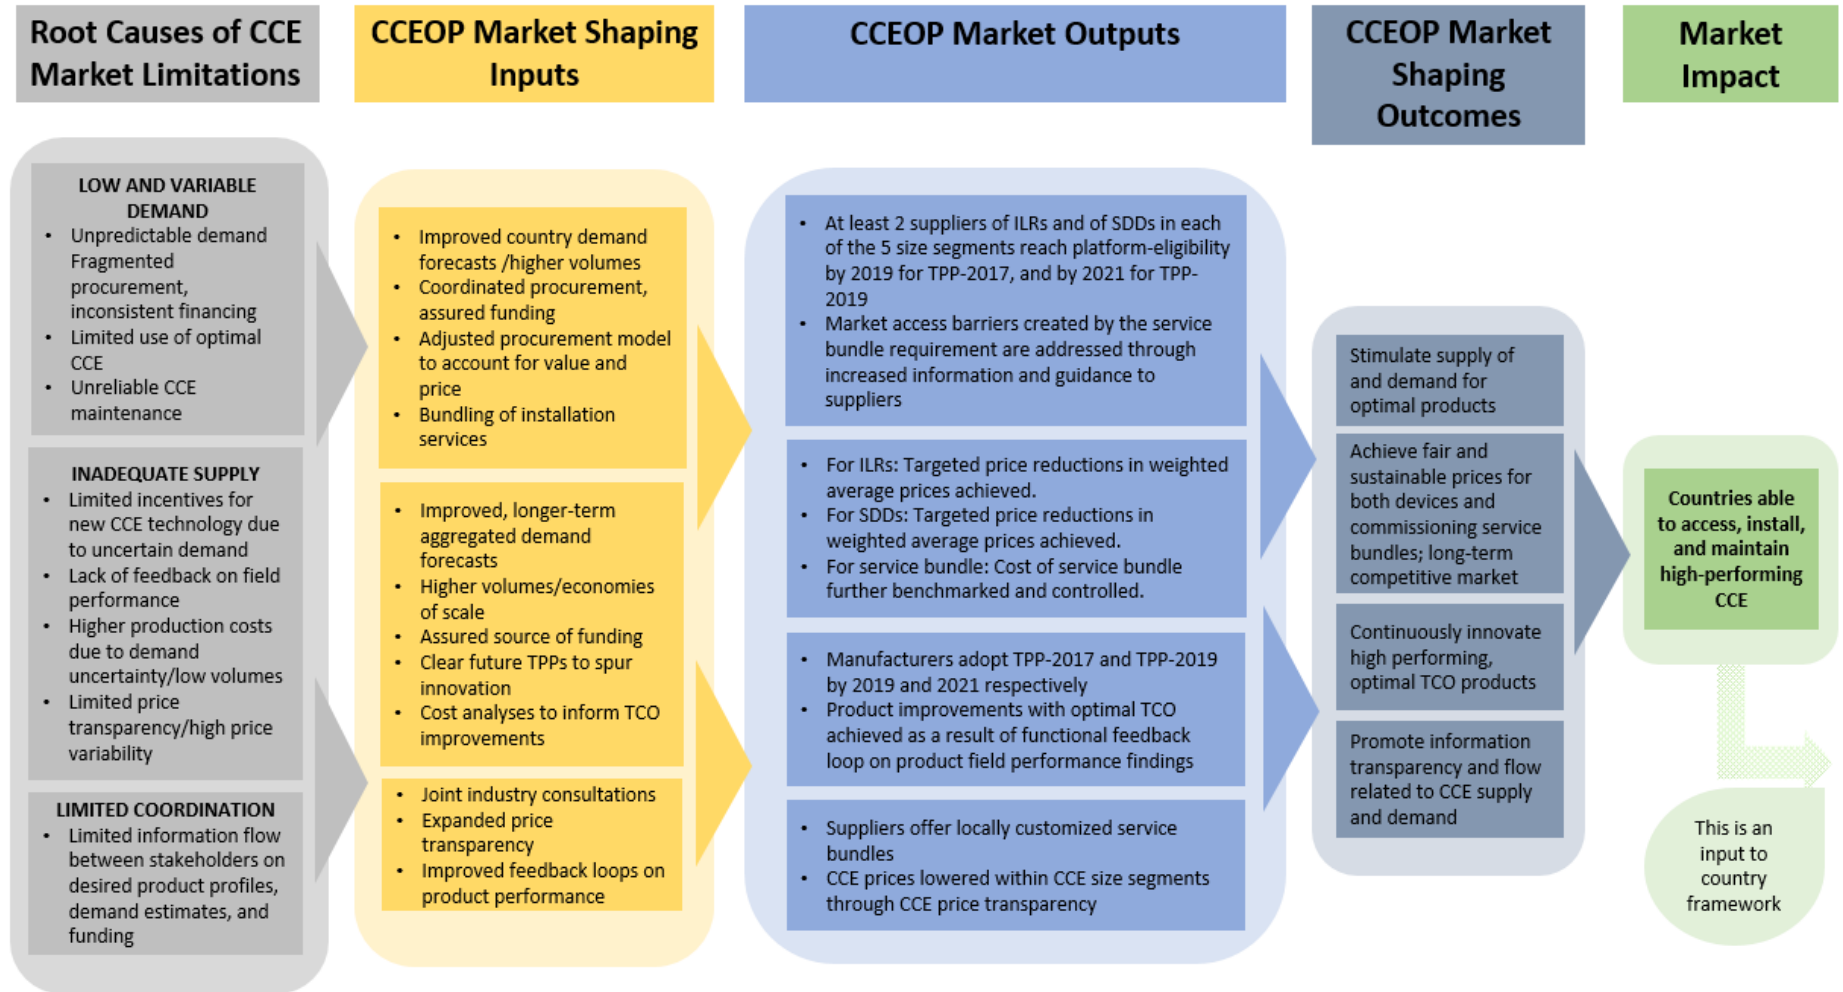 Root Causes of CCE
Market Limitations
CCEOP Market Shaping
Inputs
CCEOP Market Outputs
CCEOP Market
Shaping
Outcomes
Market
Impact
LOW AND VARIABLE
DEMAND
• Unpredictable demand
Fragmented
procurement,
inconsistent financing
• Limited use of optimal
CCE
• Unreliable CCE
maintenance
INADEQUATE SUPPLY
• Limited incentives for
new CCE technology due
to uncertain demand
• Lack of feedback on field
performance
• Higher production costs
due to demand
uncertainty/low volumes
• Limited price
transparency/high price
variability
LIMITED COORDINATION
• Limited information flow
between stakeholders on
desired product profiles,
demand estimates, and
funding
• Improved country demand
forecasts /higher volumes
• Coordinated procurement,
assured funding
• Adjusted procurement model
to account for value and
price
• Bundling of installation
services
• Improved, longer-term
aggregated demand
forecasts
• Higher volumes/economies
of scale
• Assured source of funding
• Clear future TPPs to spur
innovation
• Cost analyses to inform TCO
improvements
• Joint industry consultations
• Expanded price
transparency
• Improved feedback loops on
product performance
• At least 2 suppliers of ILRs and of SDDs in each
of the 5 size segments reach platform-eligibility
by 2019 for TPP-2017, and by 2021 for TPP-
2019
• Market access barriers created by the service
bundle requirement are addressed through
increased information and guidance to
suppliers
• For ILRs: Targeted price reductions in weighted
average prices achieved.
• For SDDs: Targeted price reductions in
weighted average prices achieved.
• For service bundle: Cost of service bundle
further benchmarked and controlled.
• Manufacturers adopt TPP-2017 and TPP-2019
by 2019 and 2021 respectively
• Product improvements with optimal TCO
achieved as a result of functional feedback
loop on product field performance findings
• Suppliers offer locally customized service
bundles
• CCE prices lowered within CCE size segments
through CCE price transparency
Stimulate supply of
and demand for
optimal products
Achieve fair and
sustainable prices for
both devices and
commissioning service
bundles; long-term
competitive market
Continuously innovate
high performing,
optimal TCO products
Promote information
transparency and flow
related to CCE supply
and demand
Countries able
to access, install,
and maintain
high-performing
CCE
This is an
input to
country
framework